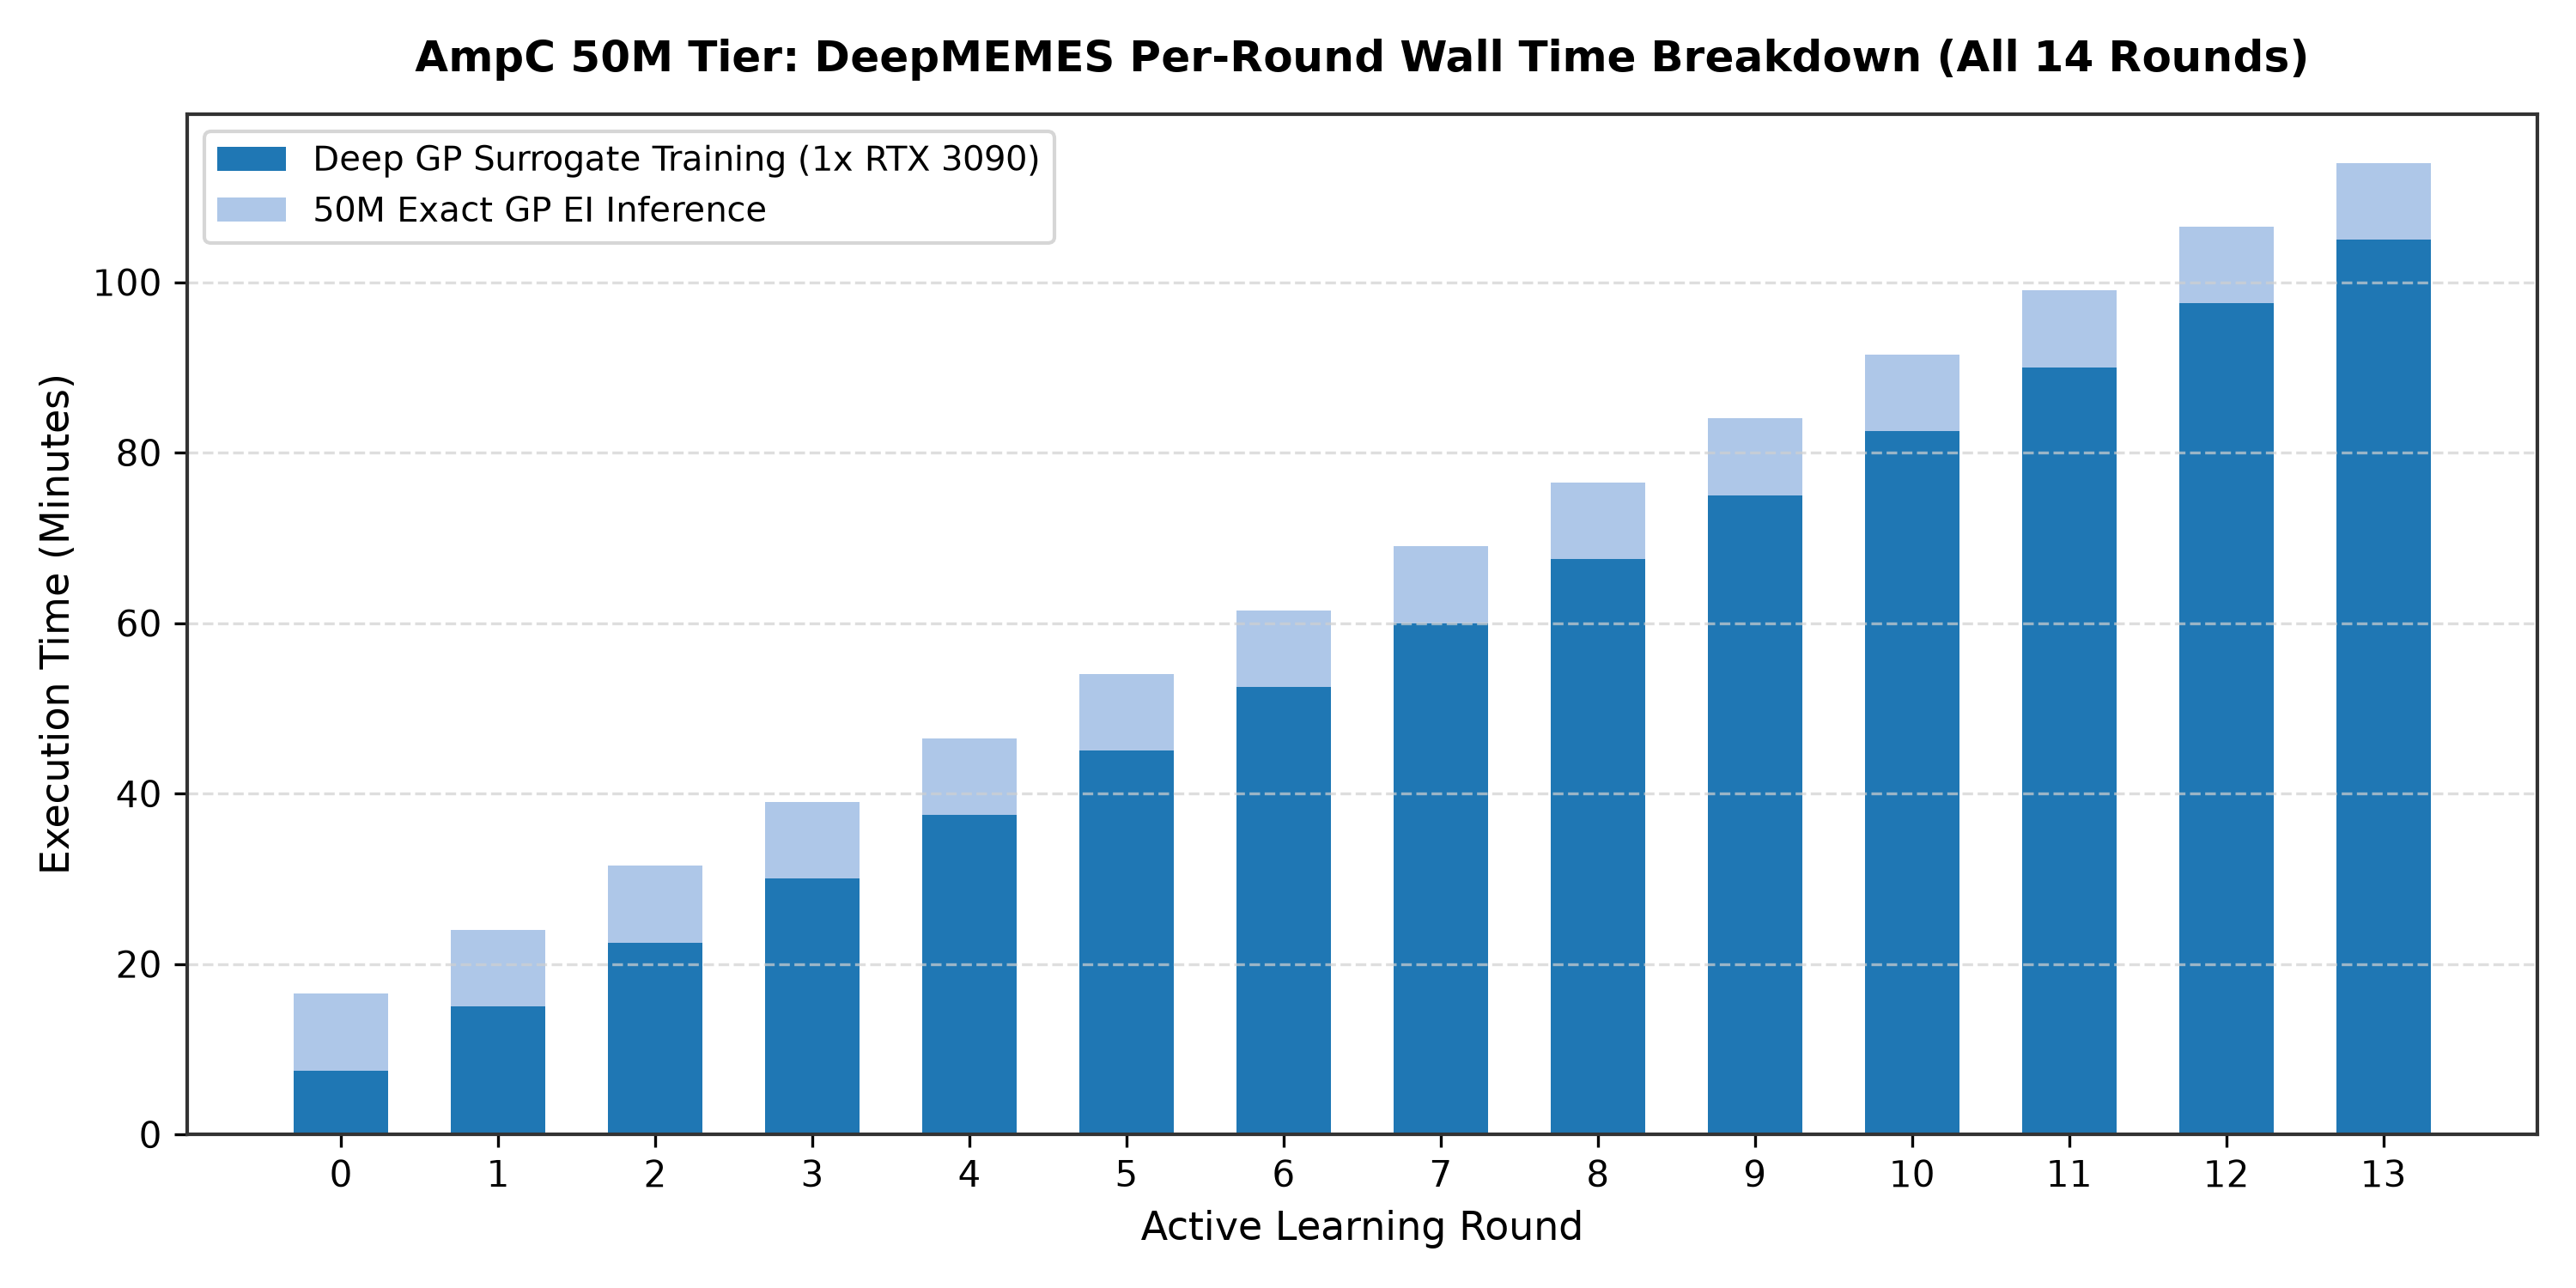 AmpC 50M Tier: DeepMEMES Per-Round Wall Time Breakdown (All 14 Rounds)
Deep GP Surrogate Training (1x RTX 3090)
50M Exact GP EI Inference
Execution Time (Minutes)
100
80
60
40
20
0
0 1 2 3 4 5 6 7 8 9 10 11 12 13
Active Learning Round